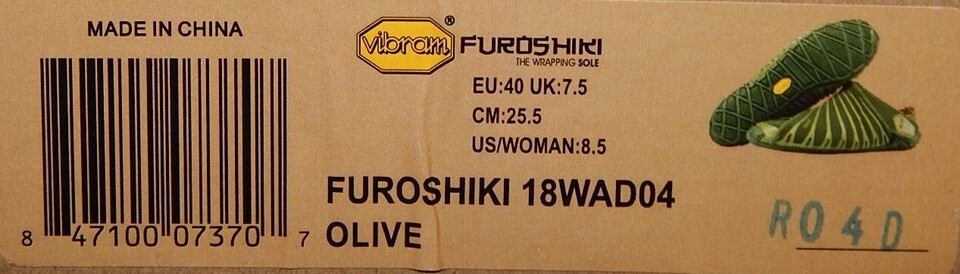 MADE IN CHINA
8 47100 07370 7
vibram®
FUROSHIKI
THE WRAPPING SOLE
EU:40 UK:7.5
CM:25.5
US/WOMAN:8.5
FUROSHIKI 18WAD04
OLIVE
R04D